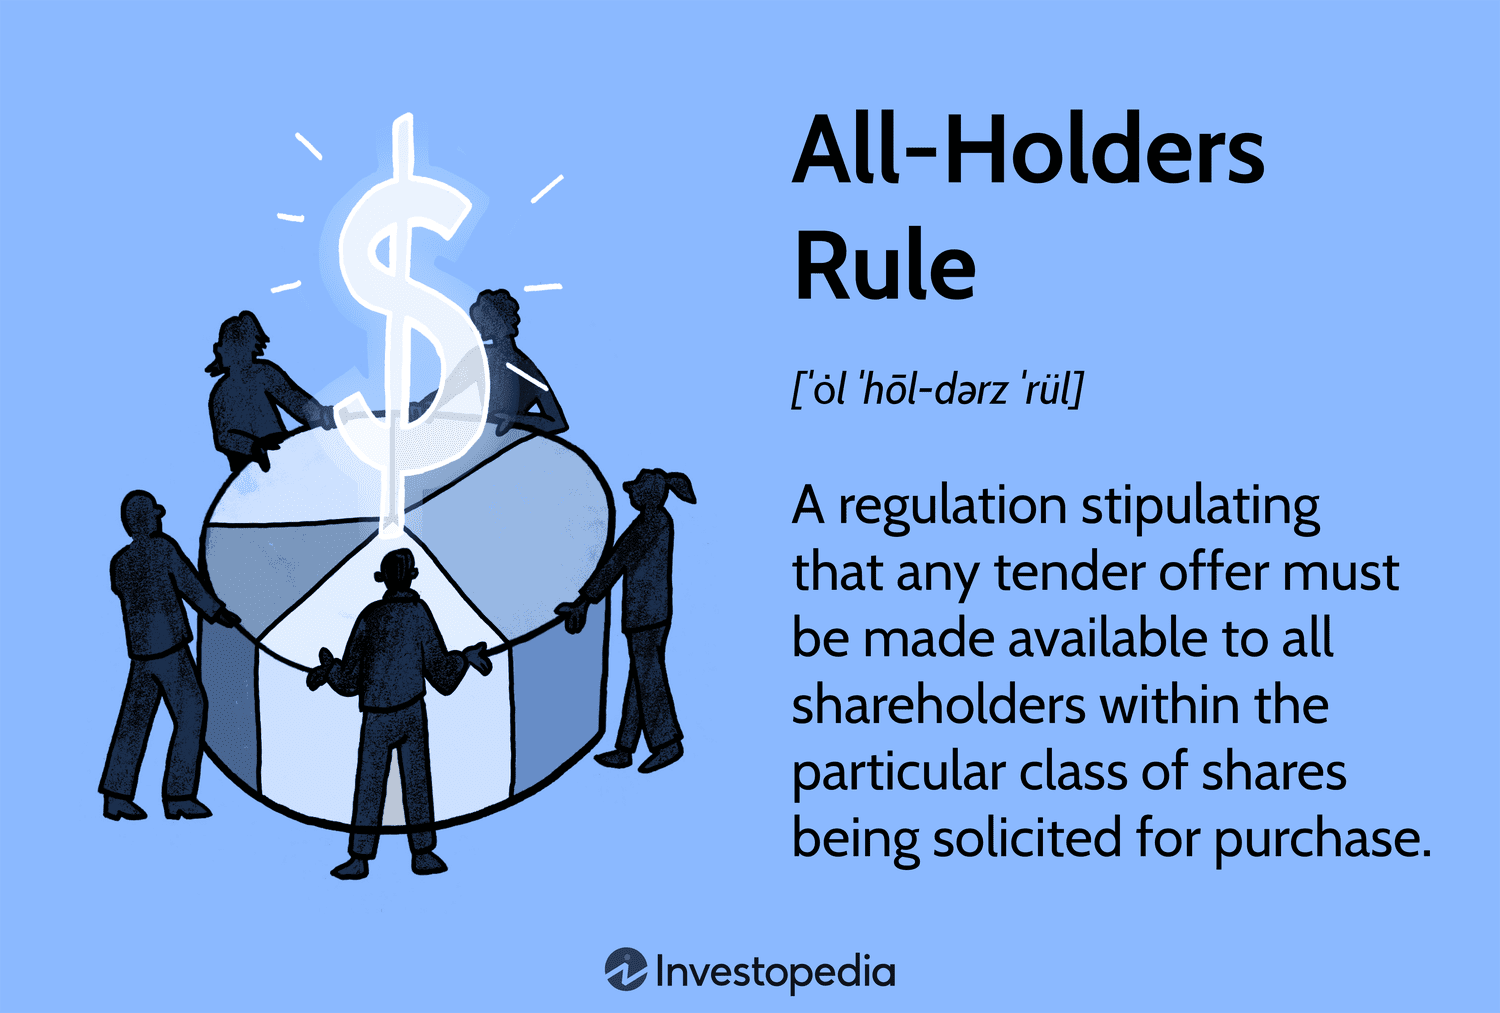 All-Holders
Rule
[ˈȯl ˈhōl-dərz ˈrül]
A regulation stipulating
that any tender offer must
be made available to all
shareholders within the
particular class of shares
being solicited for purchase.
Investopedia